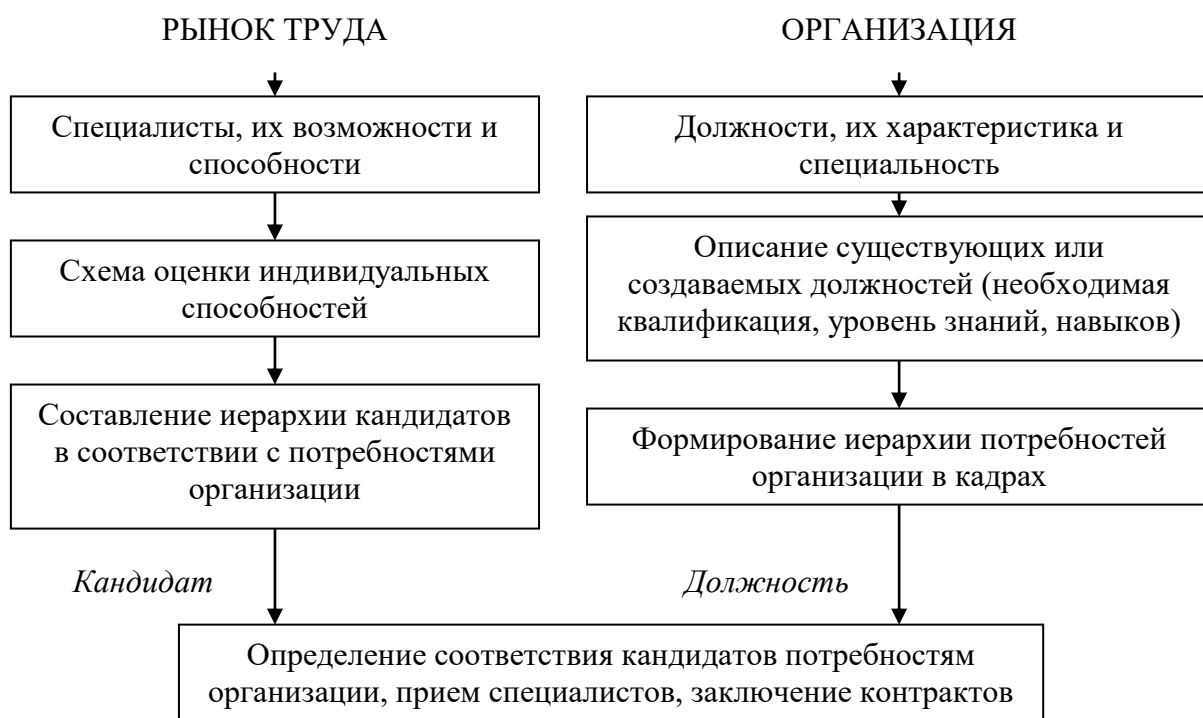 РЫНОК ТРУДА
ОРГАНИЗАЦИЯ
Специалисты, их возможности и
способности
Должности, их характеристика и
специальность
Схема оценки индивидуальных
способностей
Описание существующих или
создаваемых должностей (необходимая
квалификация, уровень знаний, навыков)
Составление иерархии кандидатов
в соответствии с потребностями
организации
Формирование иерархии потребностей
организации в кадрах
Кандидат
Должность
Определение соответствия кандидатов потребностям
организации, прием специалистов, заключение контрактов